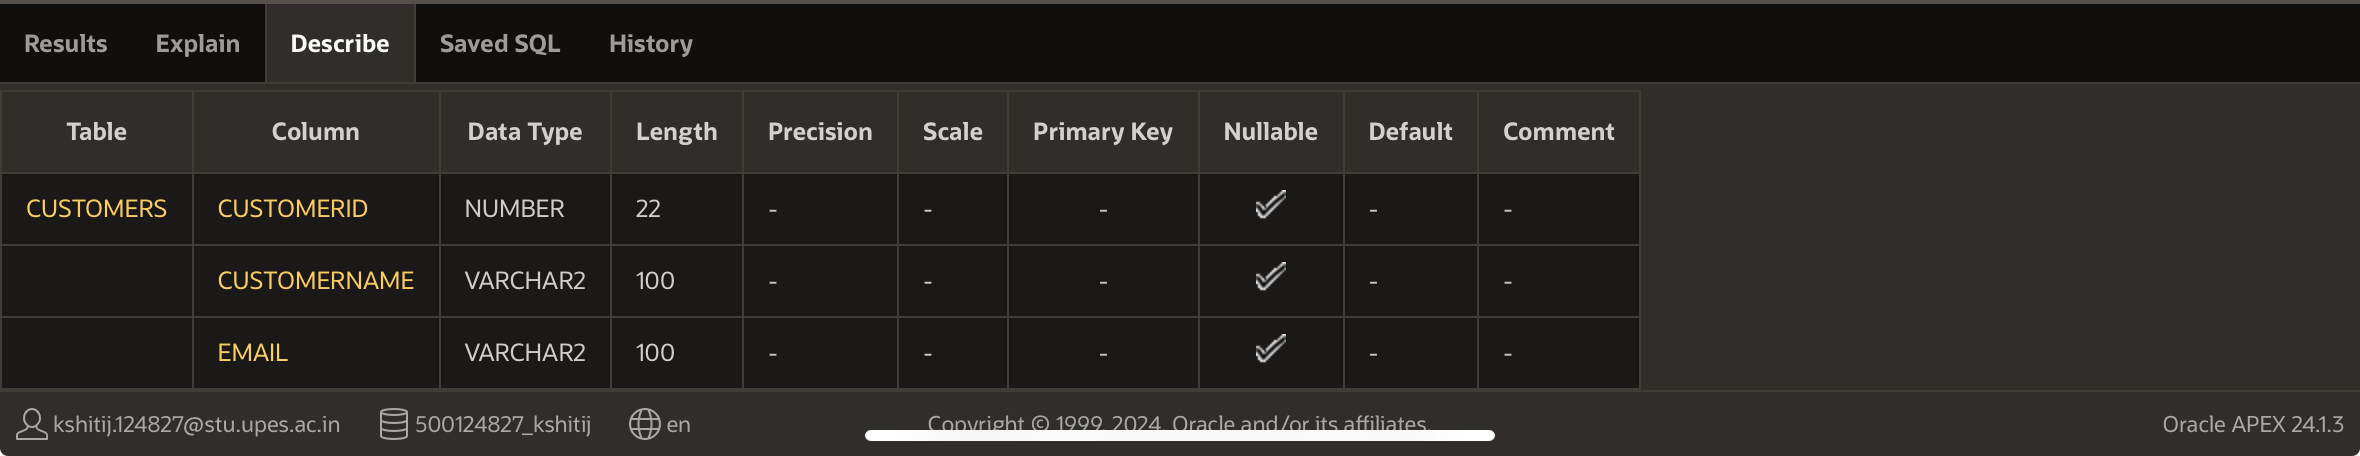 Results Explain Describe Saved SQL History
Table Column Data Type Length Precision Scale Primary Key Nullable Default Comment
CUSTOMERS CUSTOMERID NUMBER 22 - - - - -
CUSTOMERNAME VARCHAR2 100 - - - - -
EMAIL VARCHAR2 100 - - - - -
kshitij.124827@stu.upes.ac.in 500124827_kshitij en Copyright © 1999, 2024, Oracle and/or its affiliates. Oracle APEX 24.1.3